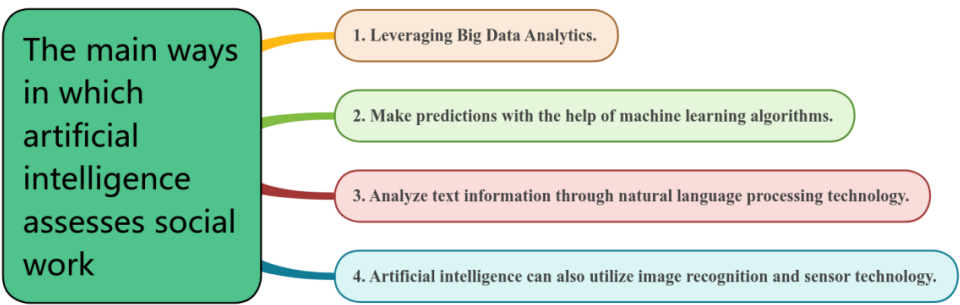 The main ways
in which
artificial
intelligence
assesses social
work
1. Leveraging Big Data Analytics.
2. Make predictions with the help of machine learning algorithms.
3. Analyze text information through natural language processing technology.
4. Artificial intelligence can also utilize image recognition and sensor technology.